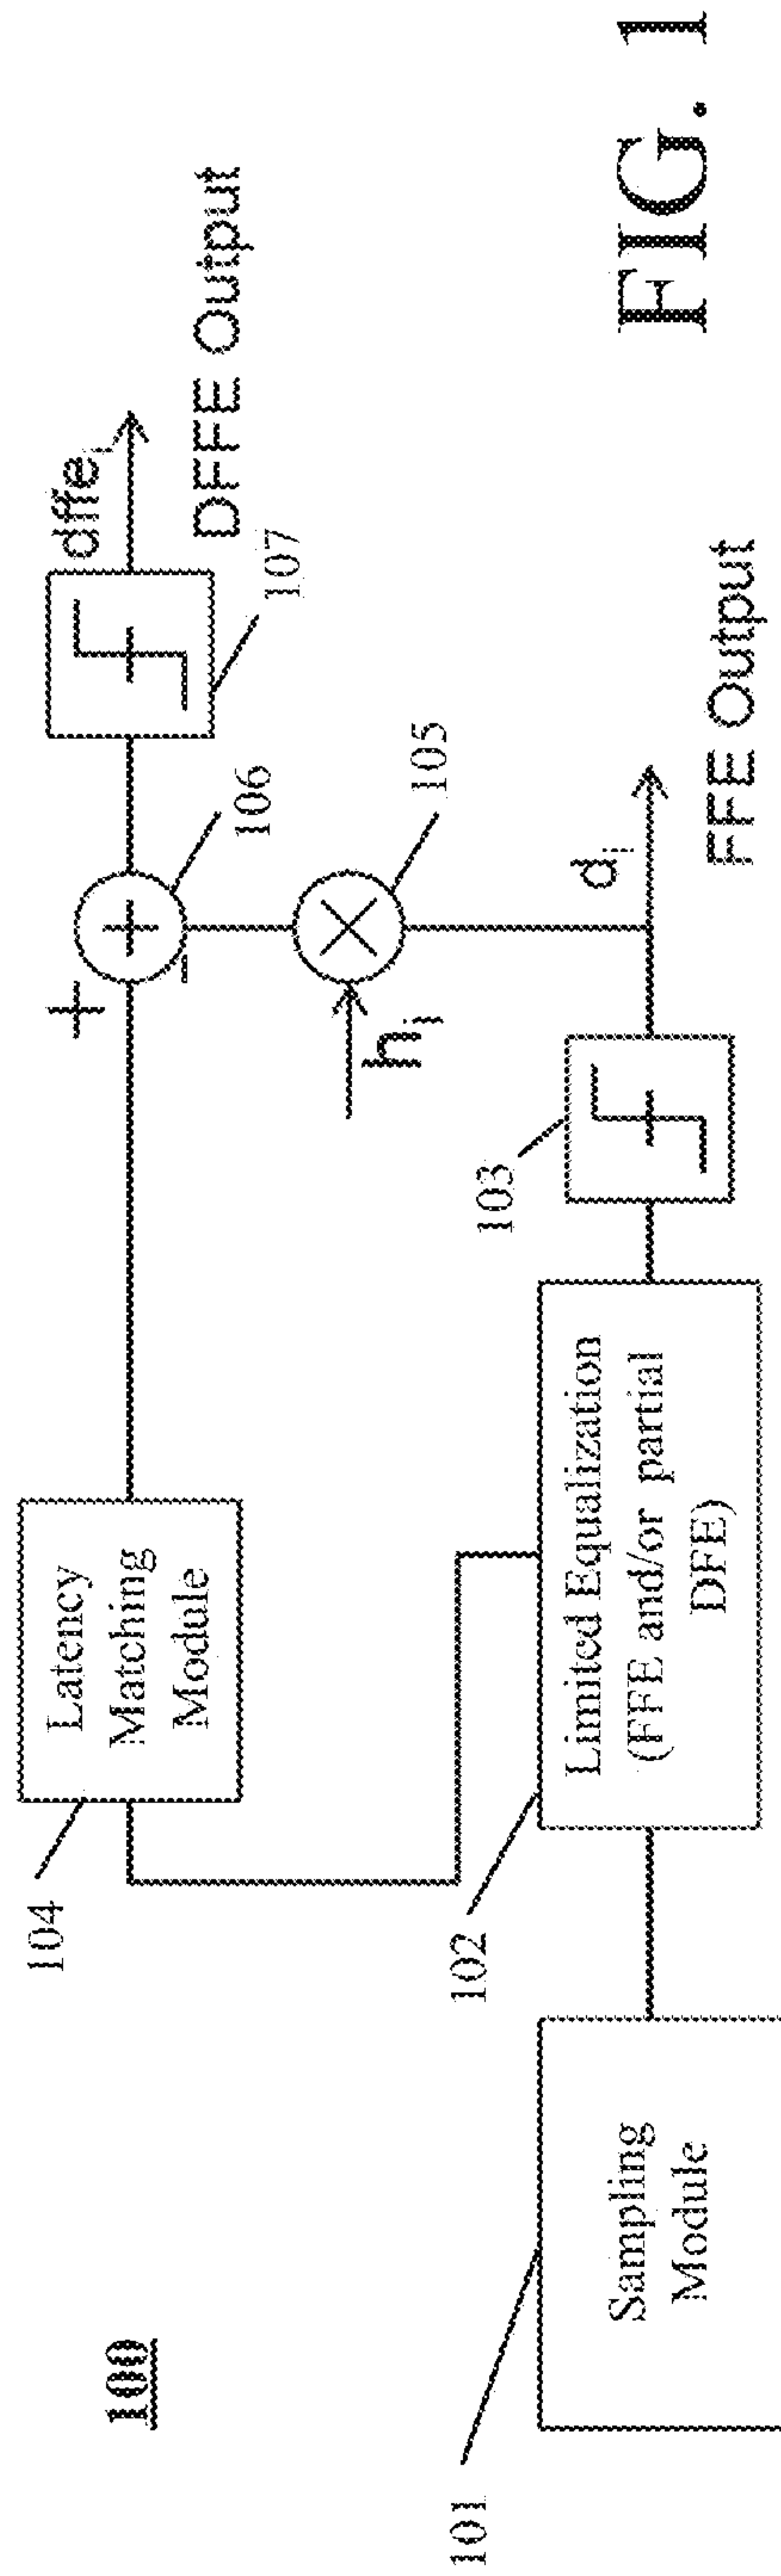 100
104
Latency
Matching
Module
+
-
106
107
dffe i
DFFE Output
h i
105
101
Sampling
Module
102
Limited Equalization
(FFE and/or partial
DFE)
103
d i
FFE Output
FIG. 1